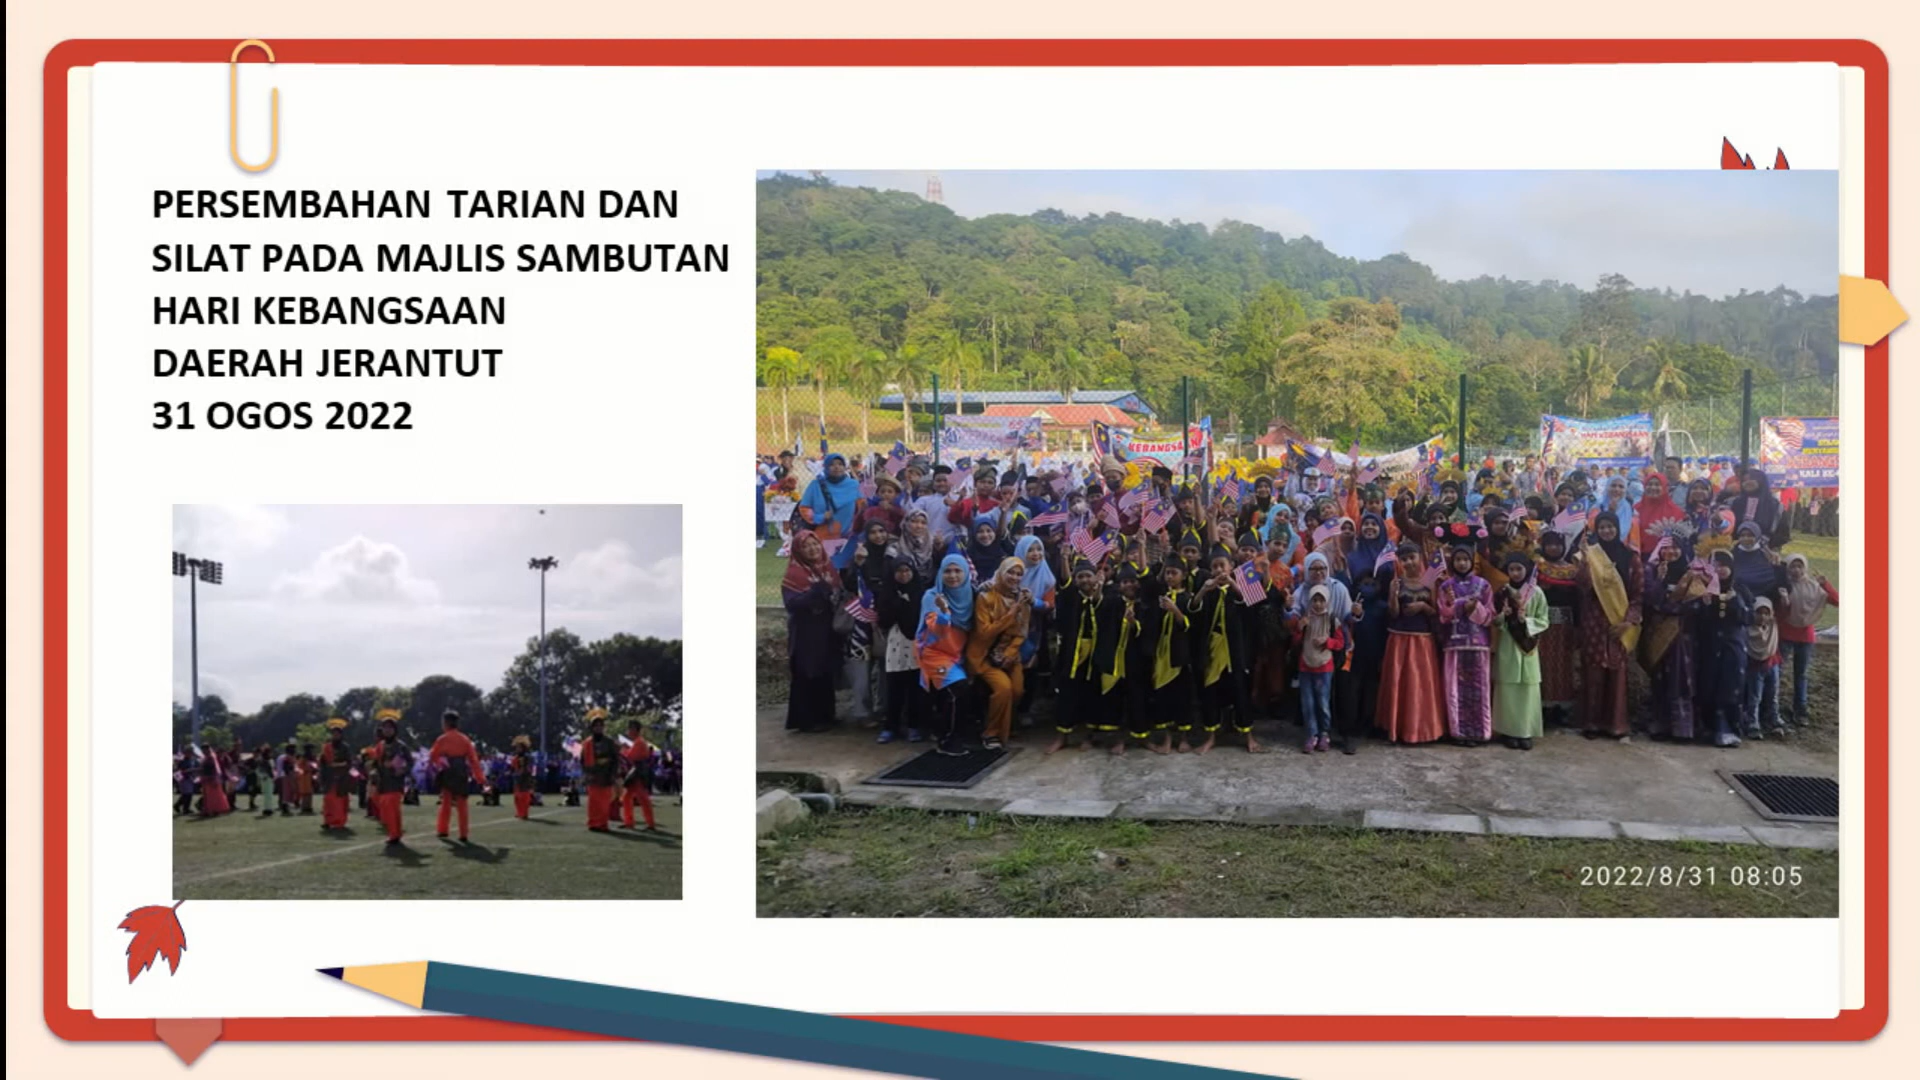 PERSEMBAHAN TARIAN DAN
SILAT PADA MAJLIS SAMBUTAN
HARI KEBANGSAAN
DAERAH JERANTUT
31 OGOS 2022
KEBANGSAAN
2022/8/31 08:05